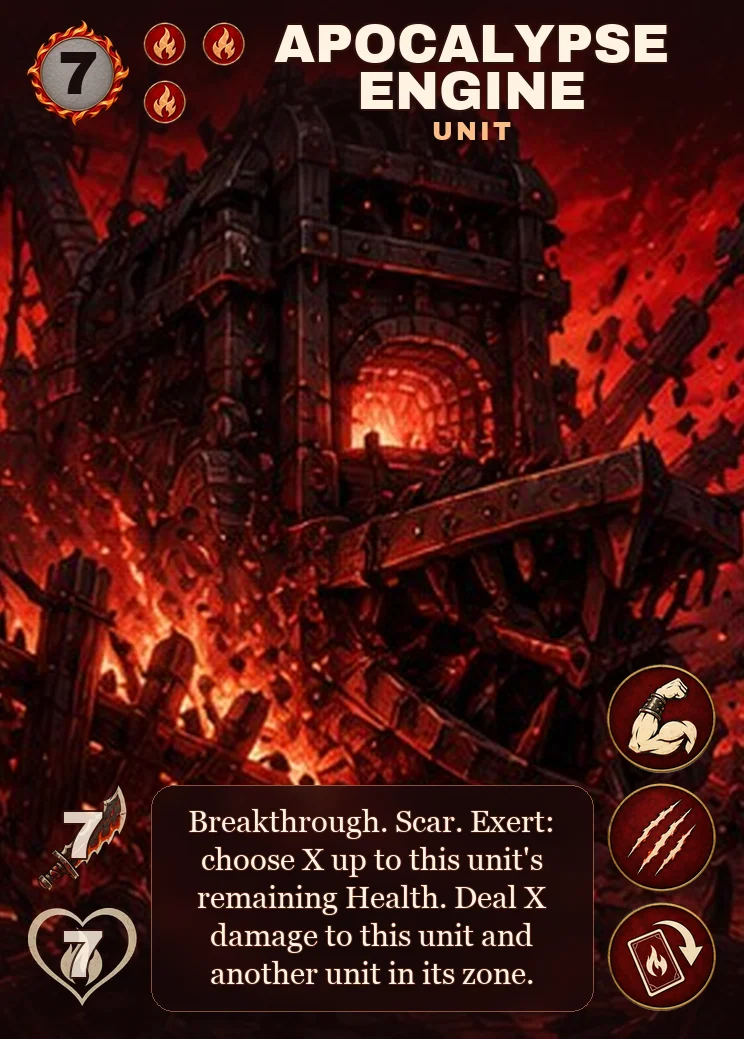 7
APOCALYPSE
ENGINE
UNIT
7
7
Breakthrough. Scar. Exert:
choose X up to this unit's
remaining Health. Deal X
damage to this unit and
another unit in its zone.